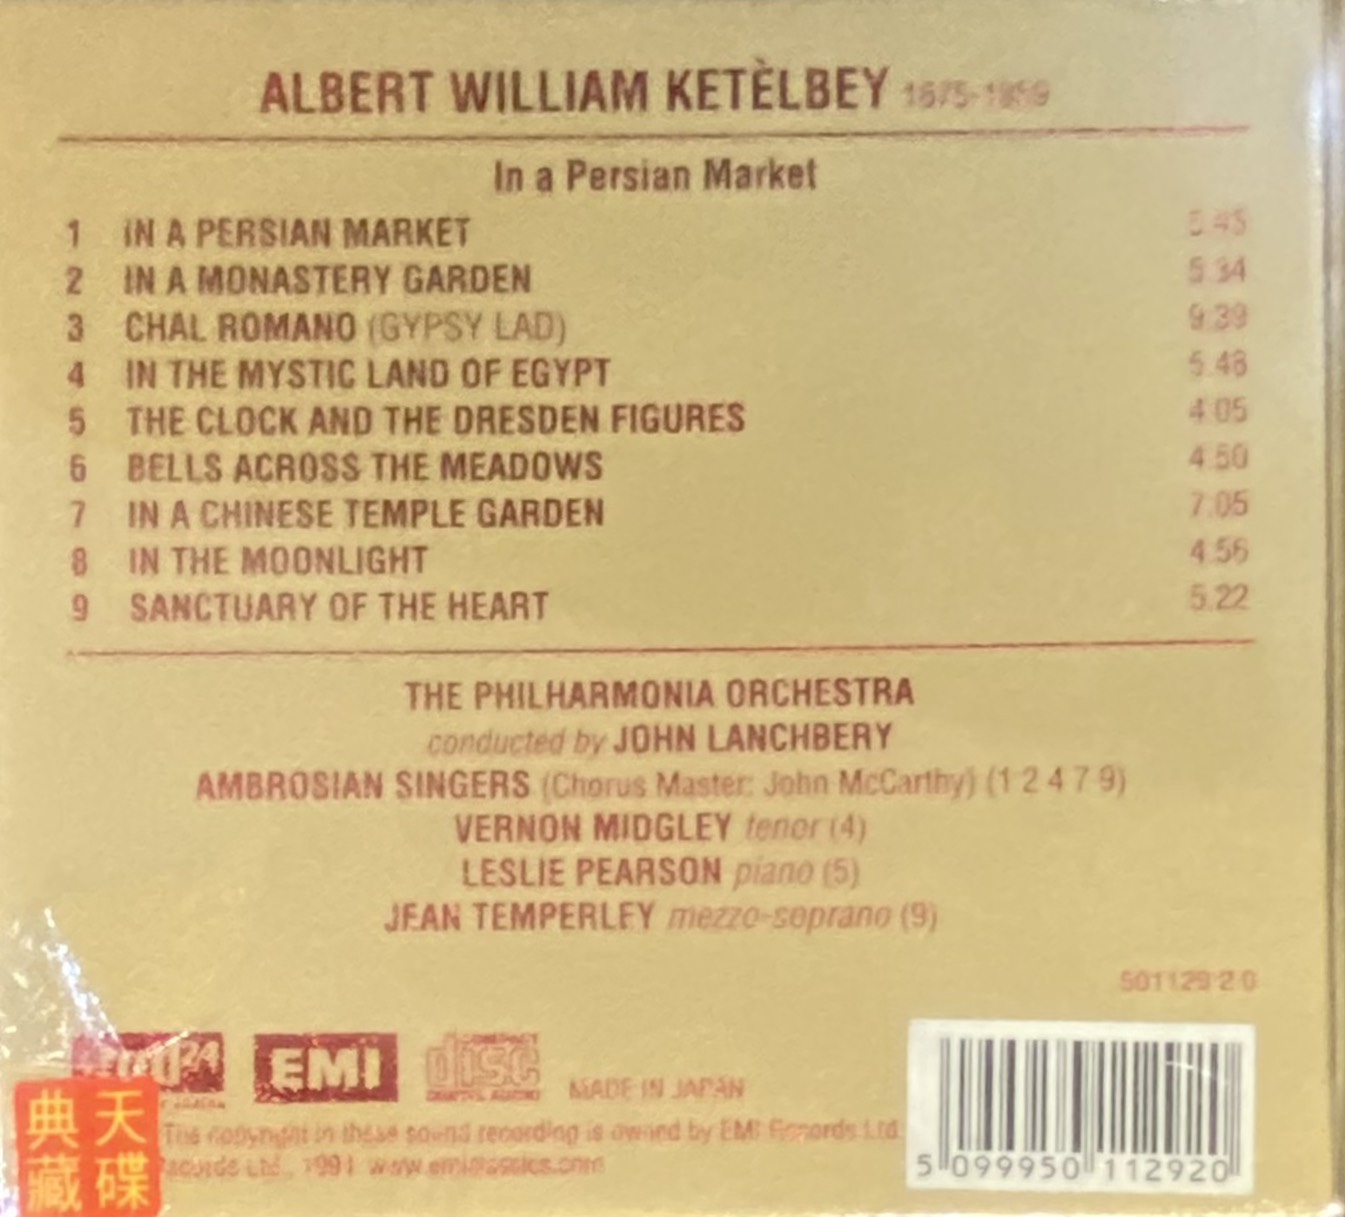 ALBERT WILLIAM KETÈLBEY 1875-1959
In a Persian Market
1 IN A PERSIAN MARKET 5.45
2 IN A MONASTERY GARDEN 5.34
3 CHAL ROMANO (GYPSY LAD) 9.39
4 IN THE MYSTIC LAND OF EGYPT 5.48
5 THE CLOCK AND THE DRESDEN FIGURES 4.05
6 BELLS ACROSS THE MEADOWS 4.50
7 IN A CHINESE TEMPLE GARDEN 7.05
8 IN THE MOONLIGHT 4.56
9 SANCTUARY OF THE HEART 5.22
THE PHILHARMONIA ORCHESTRA
conducted by JOHN LANCHBERY
AMBROSIAN SINGERS (Chorus Master: John McCarthy) (1 2 4 7 9)
VERNON MIDGLEY tenor (4)
LESLIE PEARSON piano (5)
JEAN TEMPERLEY mezzo-soprano (9)
501129 2 0
24 EMI COMPACT disc DIGITAL AUDIO MADE IN JAPAN
The copyright in these sound recording is owned by EMI Records Ltd.
Records Ltd., 1991 www.emiclassics.com
天碟
典藏
5 099950 112920